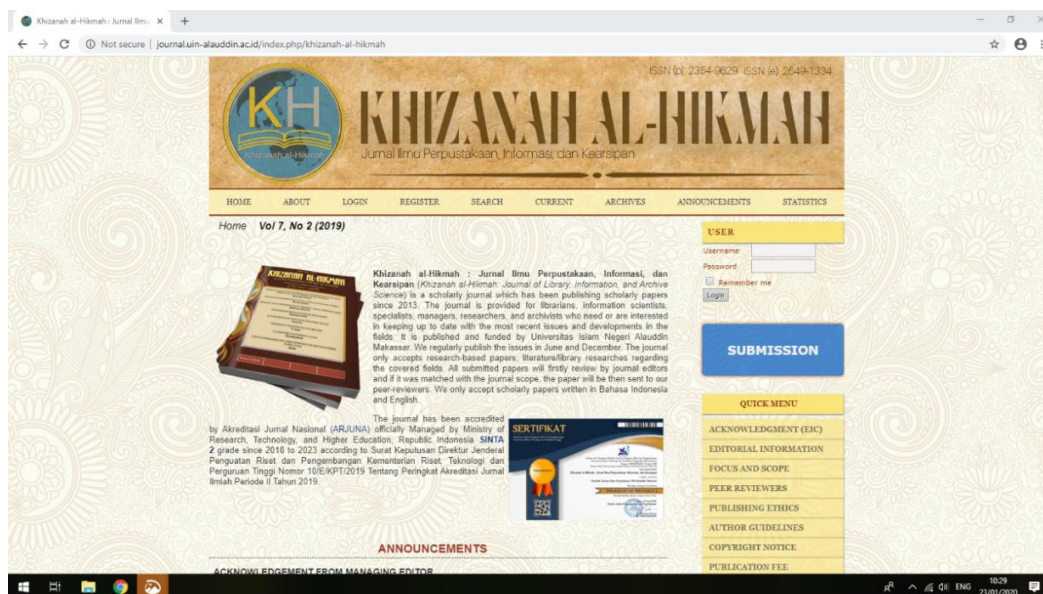 Khizanah al-Hikmah : Jurnal Ilmu
Not secure | journal.uin-alauddin.ac.id/index.php/khizanah-al-hikmah
ISSN (p): 2354-9629 ISSN (e): 2549-1334
KH
Khizanah al-Hikmah
KHIZANAH AL-HIKMAH
Jurnal Ilmu Perpustakaan, Informasi, dan Kearsipan
HOME ABOUT LOGIN REGISTER SEARCH CURRENT ARCHIVES ANNOUNCEMENTS STATISTICS
Home Vol 7, No 2 (2019)
KHIZANAH AL-HIKMAH
Khizanah al-Hikmah : Jurnal Ilmu Perpustakaan, Informasi, dan
Kearsipan (Khizanah al-Hikmah: Journal of Library, Information, and Archive
Science) is a scholarly journal which has been publishing scholarly papers
since 2013. The journal is provided for librarians, information scientists,
specialists, managers, researchers, and archivists who need or are interested
in keeping up to date with the most recent issues and developments in the
fields. It is published and funded by Universitas Islam Negeri Alauddin
Makassar. We regularly publish the issues in June and December. The journal
only accepts research-based papers, literature/library researches regarding
the covered fields. All submitted papers will firstly review by journal editors
and if it was matched with the journal scope, the paper will be then sent to our
peer-reviewers. We only accept scholarly papers written in Bahasa Indonesia
and English.
The journal has been accredited
by Akreditasi Jurnal Nasional (ARJUNA) officially Managed by Ministry of
Research, Technology, and Higher Education, Republic Indonesia SINTA
2 grade since 2018 to 2023 according to Surat Keputusan Direktur Jenderal
Penguatan Riset dan Pengembangan Kementerian Riset, Teknologi dan
Perguruan Tinggi Nomor 10/E/KPT/2019 Tentang Peringkat Akreditasi Jurnal
Ilmiah Periode II Tahun 2019.
SERTIFIKAT
ANNOUNCEMENTS
ACKNOWLEDGEMENT FROM MANAGING EDITOR
USER
Username
Password
Remember me
Login
SUBMISSION
QUICK MENU
ACKNOWLEDGMENT (EIC)
EDITORIAL INFORMATION
FOCUS AND SCOPE
PEER REVIEWERS
PUBLISHING ETHICS
AUTHOR GUIDELINES
COPYRIGHT NOTICE
PUBLICATION FEE
ENG
10:29
23/01/2020